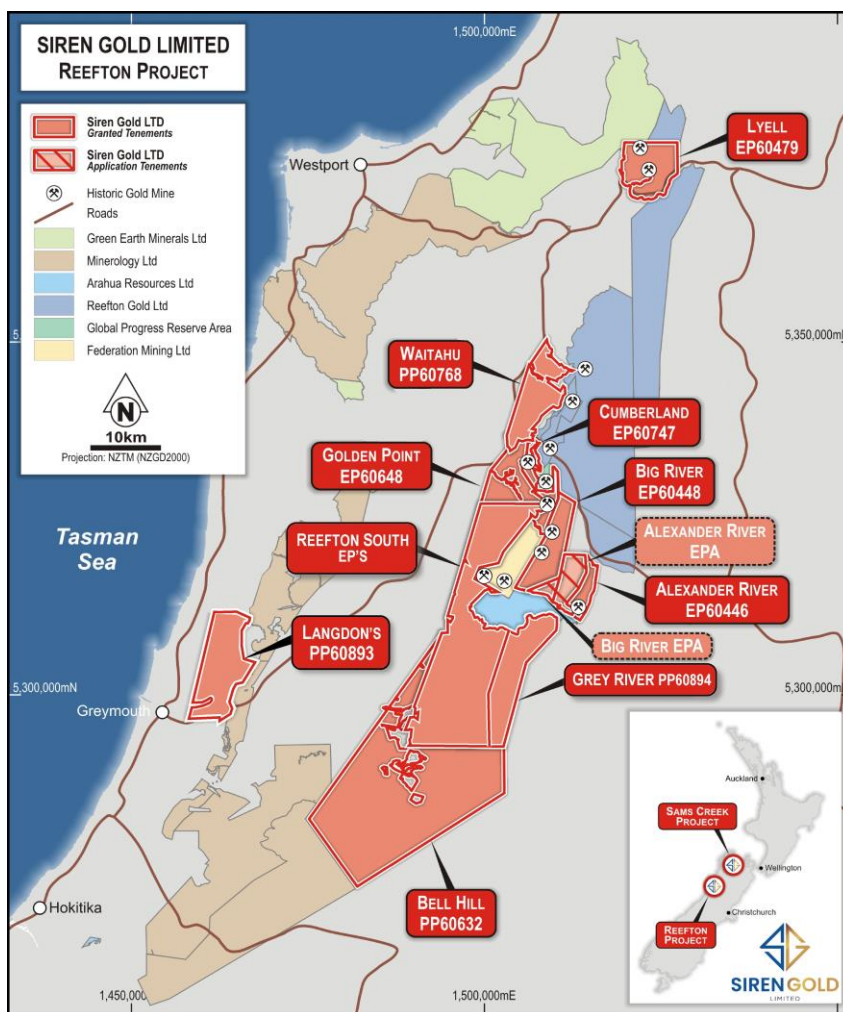 SIREN GOLD LIMITED
REEFTON PROJECT
Siren Gold LTD
Granted Tenements
Siren Gold LTD
Application Tenements
Historic Gold Mine
Roads
Green Earth Minerals Ltd
Minerology Ltd
Arahua Resources Ltd
Reefton Gold Ltd
Global Progress Reserve Area
Federation Mining Ltd
N
10km
Projection: NZTM (NZGD2000)
1,500,000mE
Westport
LYELL
EP60479
5,350,000m
WAITAHU
PP60768
CUMBERLAND
EP60747
GOLDEN POINT
EP60648
BIG RIVER
EP60448
REEFTON SOUTH
EP'S
ALEXANDER RIVER
EPA
Tasman
Sea
ALEXANDER RIVER
EP60446
LANGDON'S
PP60893
BIG RIVER EPA
GREY RIVER PP60894
5,300,000mN
5,300,000m
Greymouth
BELL HILL
PP60632
Hokitika
1,450,000mE
1,500,000mE
Auckland
SAMS CREEK
PROJECT
Wellington
Christchurch
REEFTON
PROJECT
SIREN GOLD
LIMITED